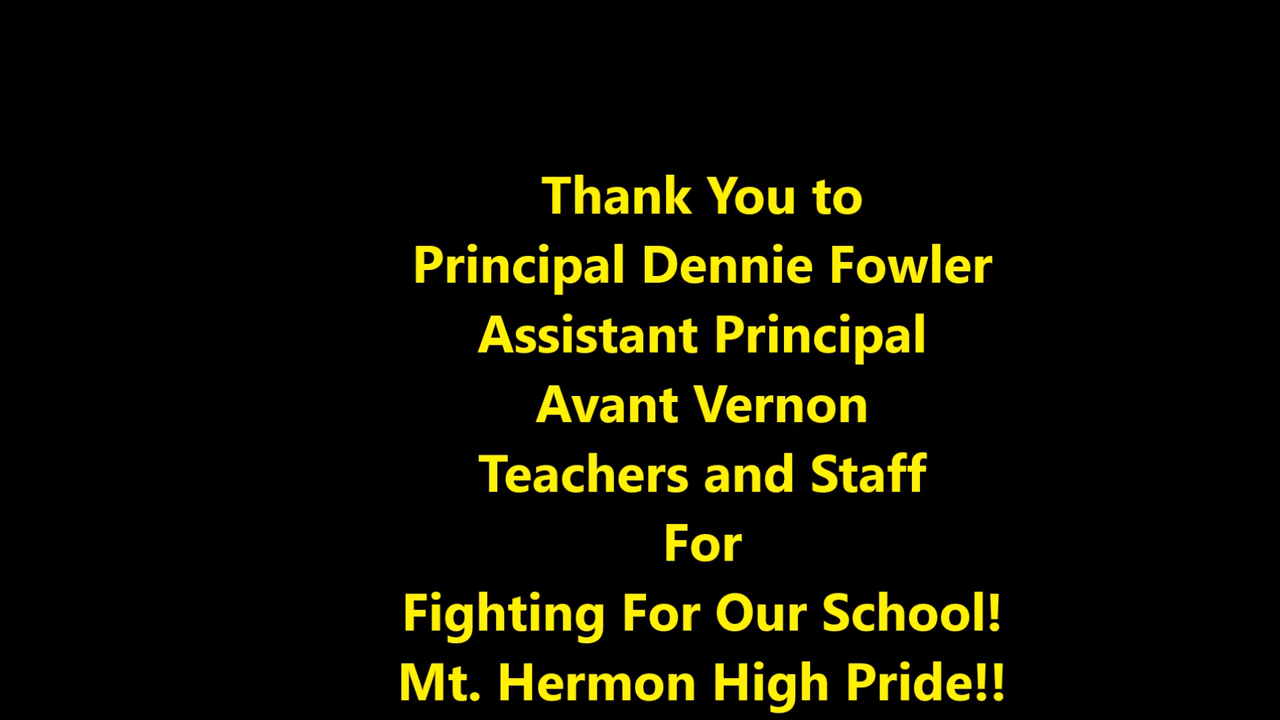 Thank You to
Principal Dennie Fowler
Assistant Principal
Avant Vernon
Teachers and Staff
For
Fighting For Our School!
Mt. Hermon High Pride!!